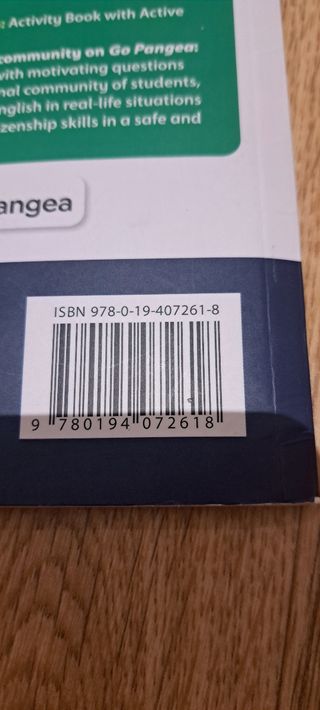 Activity Book with Active
community on Go Pangea:
with motivating questions
nal community of students,
nglish in real-life situations
zenship skills in a safe and
angea
ISBN 978-0-19-407261-8
9 780194 072618